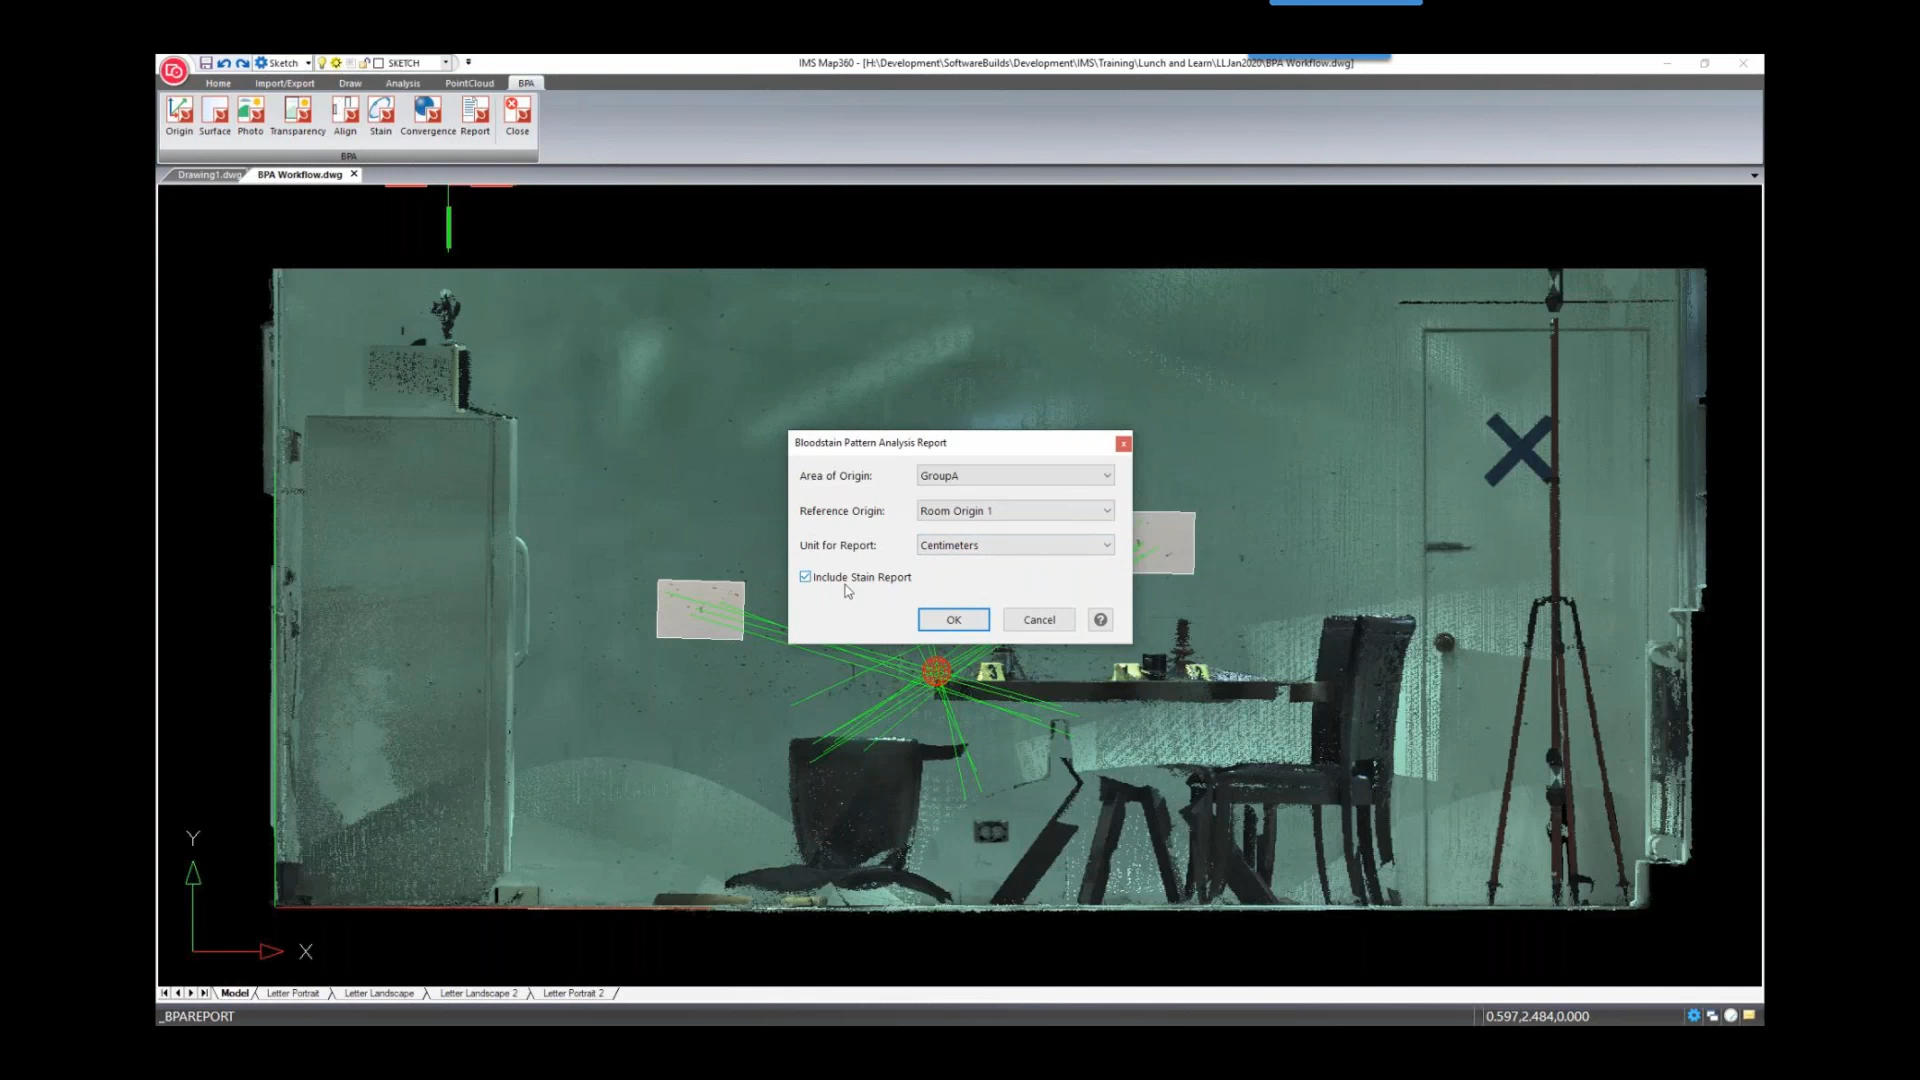 Sketch
SKETCH
IMS Map360 - [H:\Development\SoftwareBuilds\Development\IMS\Training\Lunch and Learn\LLJan2020\BPA Workflow.dwg]
Home Import/Export Draw Analysis PointCloud BPA
Origin Surface Photo Transparency Align Stain Convergence Report Close
BPA
Drawing1.dwg BPA Workflow.dwg
Bloodstain Pattern Analysis Report
Area of Origin: GroupA
Reference Origin: Room Origin 1
Unit for Report: Centimeters
Include Stain Report
OK Cancel
Y
X
Model Letter Portrait Letter Landscape Letter Landscape 2 Letter Portrait 2
_BPAREPORT
0.597,2.484,0.000